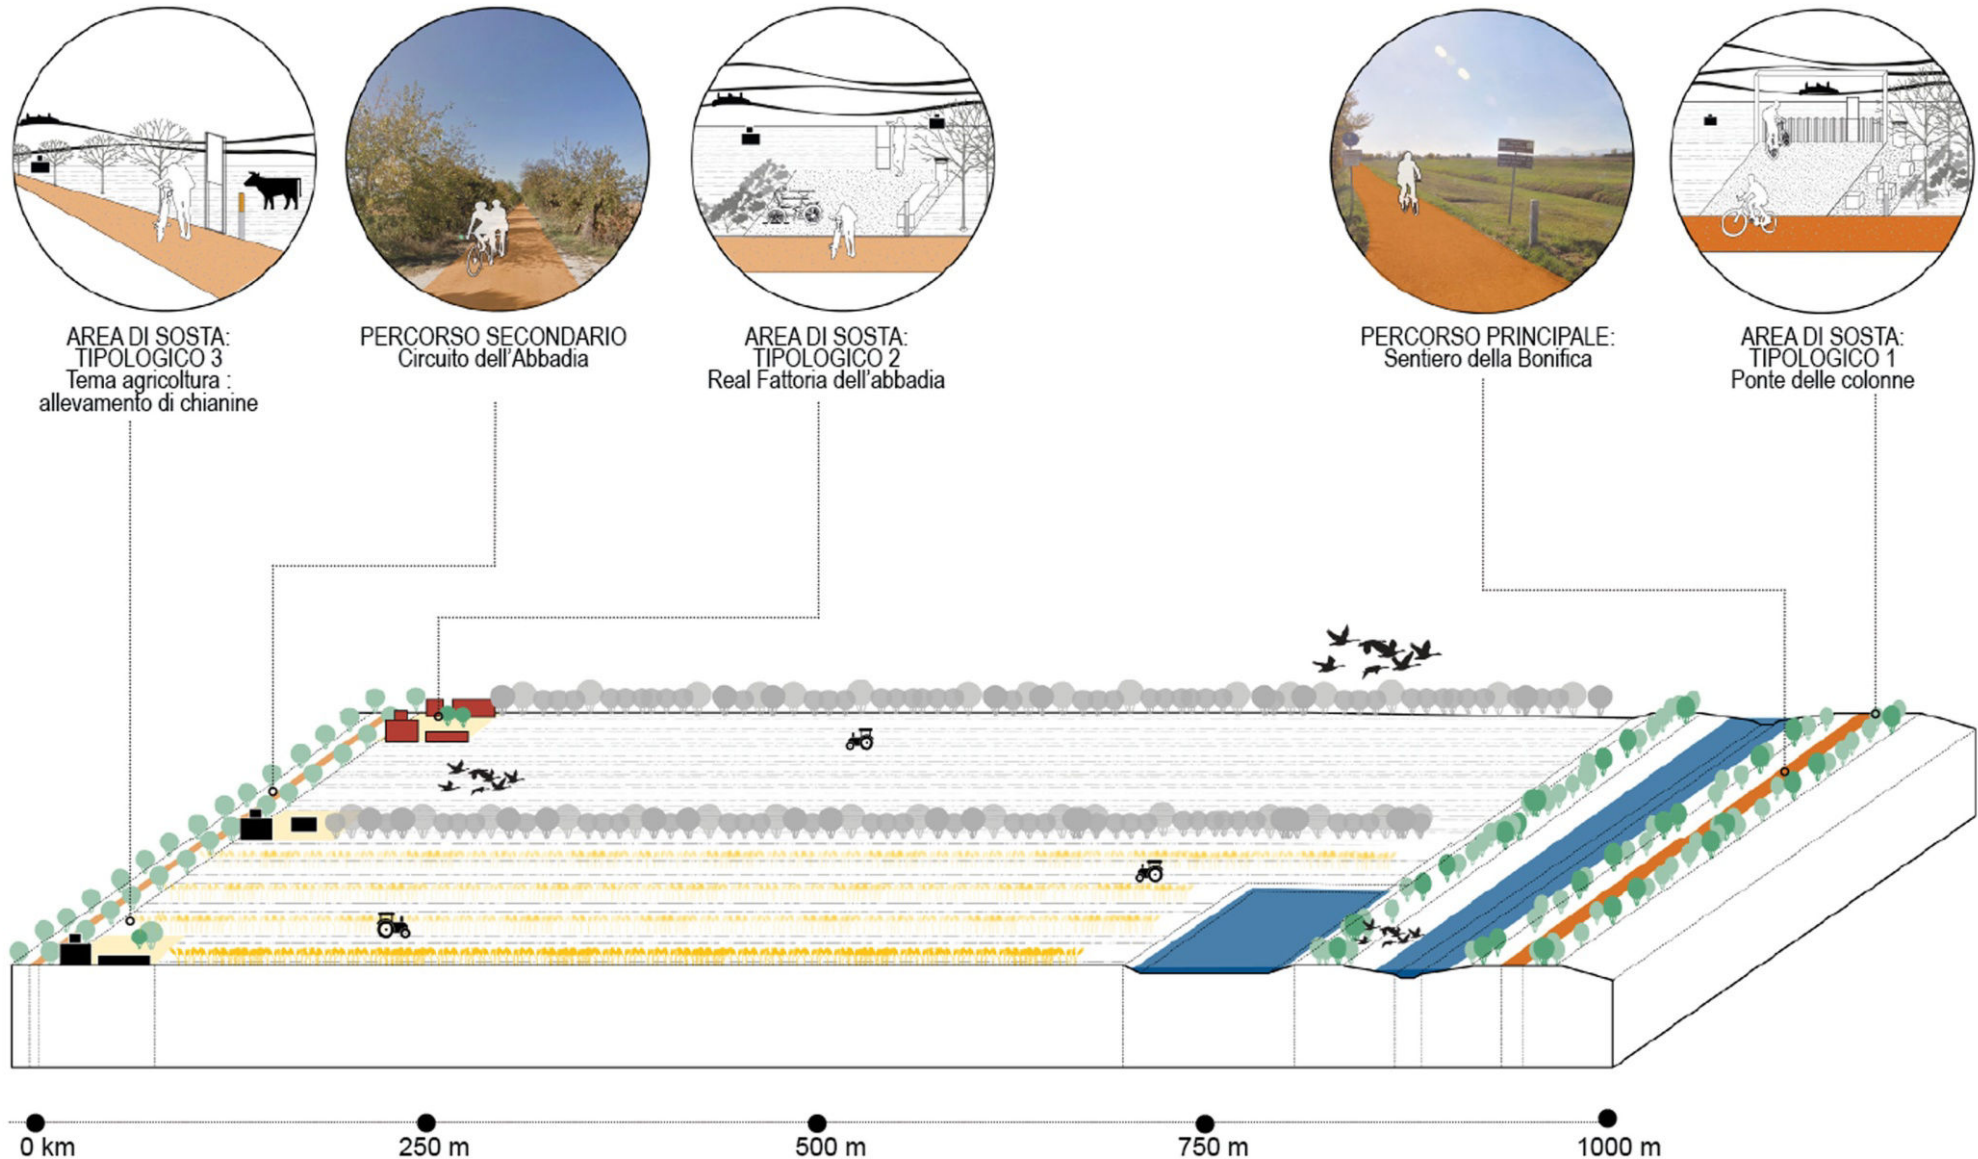 AREA DI SOSTA:
TIPOLOGICO 3
Tema agricoltura :
allevamento di chianine
PERCORSO SECONDARIO
Circuito dell'Abbadia
AREA DI SOSTA:
TIPOLOGICO 2
Real Fattoria dell'abbadia
PERCORSO PRINCIPALE:
Sentiero della Bonifica
AREA DI SOSTA:
TIPOLOGICO 1
Ponte delle colonne
0 km
250 m
500 m
750 m
1000 m